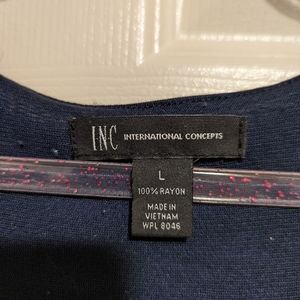 INC INTERNATIONAL CONCEPTS
L
100% RAYON
MADE IN
VIETNAM
WPL 8046